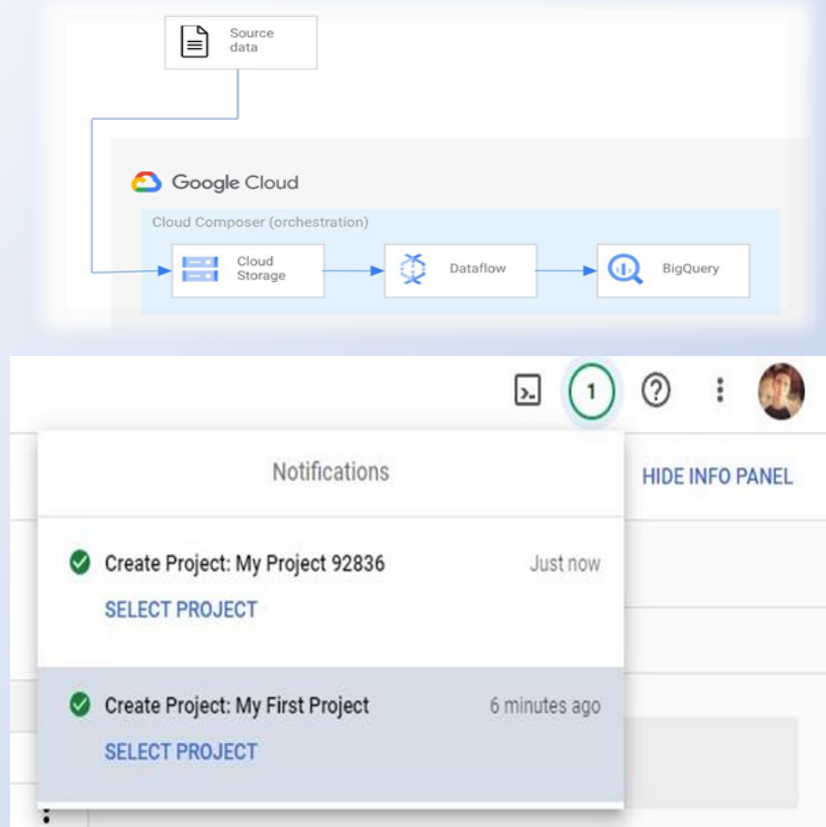 Source
data
Google Cloud
Cloud Composer (orchestration)
Cloud
Storage
Dataflow
BigQuery
1
Notifications
HIDE INFO PANEL
Create Project: My Project 92836 Just now
SELECT PROJECT
Create Project: My First Project 6 minutes ago
SELECT PROJECT